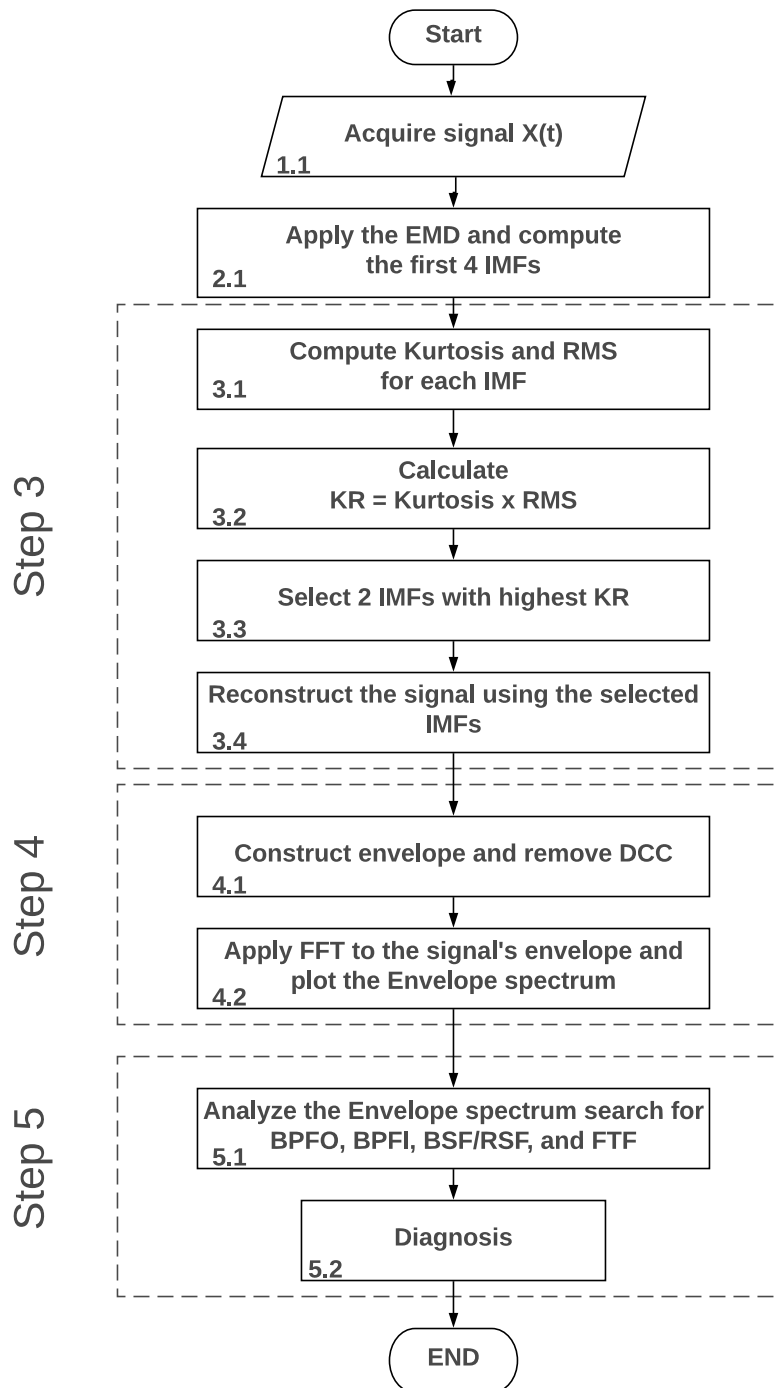 Start
Acquire signal X(t)
1.1
Apply the EMD and compute
the first 4 IMFs
2.1
Step 3
Compute Kurtosis and RMS
for each IMF
3.1
Calculate
KR = Kurtosis x RMS
3.2
Select 2 IMFs with highest KR
3.3
Reconstruct the signal using the selected
IMFs
3.4
Step 4
Construct envelope and remove DCC
4.1
Apply FFT to the signal's envelope and
plot the Envelope spectrum
4.2
Step 5
Analyze the Envelope spectrum search for
BPFO, BPFI, BSF/RSF, and FTF
5.1
Diagnosis
5.2
END